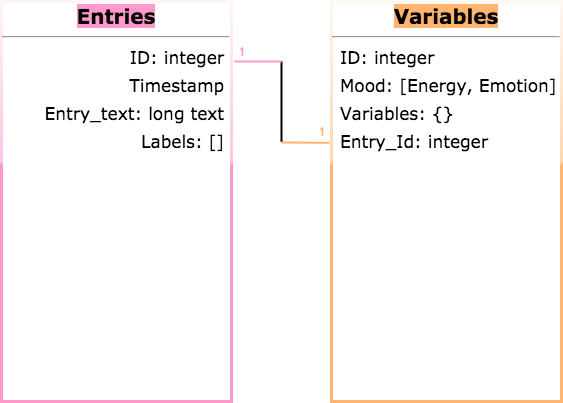 Entries
ID: integer
Timestamp
Entry_text: long text
Labels: []
1
1
Variables
ID: integer
Mood: [Energy, Emotion]
Variables: {}
Entry_Id: integer